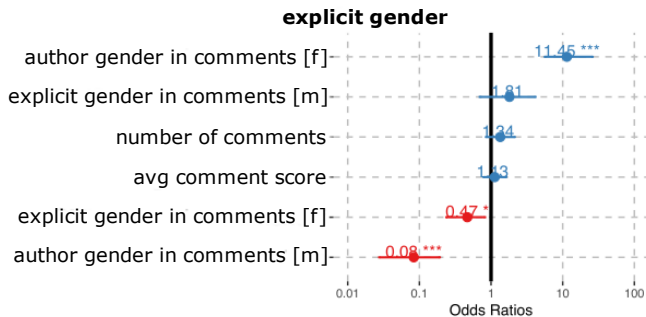 explicit gender
author gender in comments [f]
11.45 ***
explicit gender in comments [m]
1.81
number of comments
1.34
avg comment score
1.13
explicit gender in comments [f]
0.47 *
author gender in comments [m]
0.08 ***
0.01 0.1 1 10 100
Odds Ratios